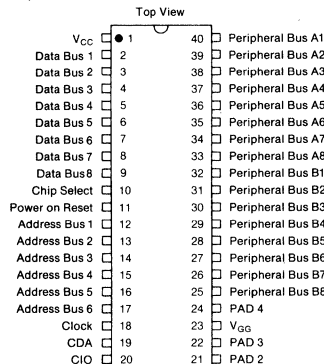 Top View
VCC 1 40 Peripheral Bus A1
Data Bus 1 2 39 Peripheral Bus A2
Data Bus 2 3 38 Peripheral Bus A3
Data Bus 3 4 37 Peripheral Bus A4
Data Bus 4 5 36 Peripheral Bus A5
Data Bus 5 6 35 Peripheral Bus A6
Data Bus 6 7 34 Peripheral Bus A7
Data Bus 7 8 33 Peripheral Bus A8
Data Bus8 9 32 Peripheral Bus B1
Chip Select 10 31 Peripheral Bus B2
Power on Reset 11 30 Peripheral Bus B3
Address Bus 1 12 29 Peripheral Bus B4
Address Bus 2 13 28 Peripheral Bus B5
Address Bus 3 14 27 Peripheral Bus B6
Address Bus 4 15 26 Peripheral Bus B7
Address Bus 5 16 25 Peripheral Bus B8
Address Bus 6 17 24 PAD 4
Clock 18 23 VGG
CDA 19 22 PAD 3
CIO 20 21 PAD 2